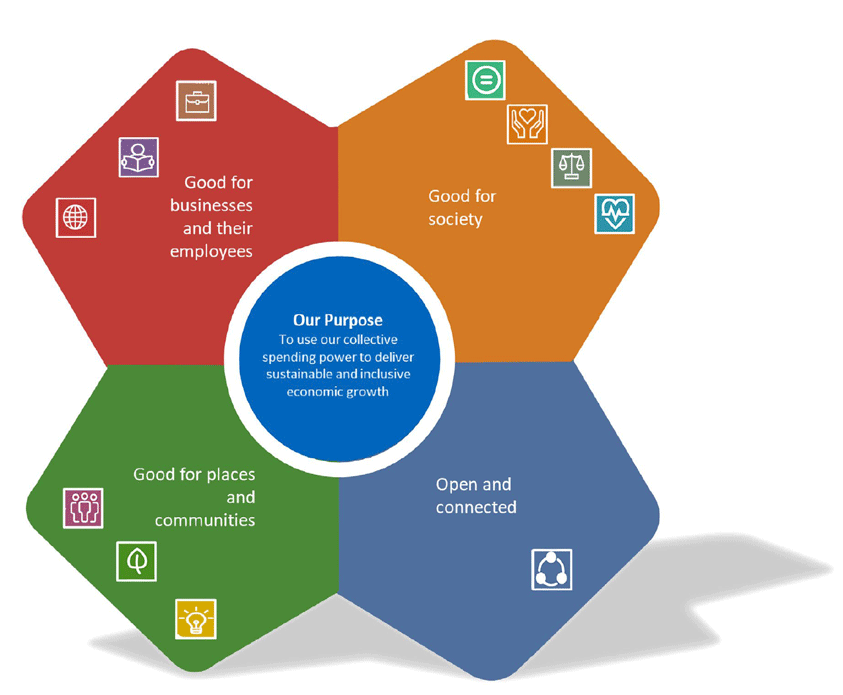 Good for
businesses
and their
employees
Good for
society
Our Purpose
To use our collective
spending power to deliver
sustainable and inclusive
economic growth
Good for places
and
communities
Open and
connected